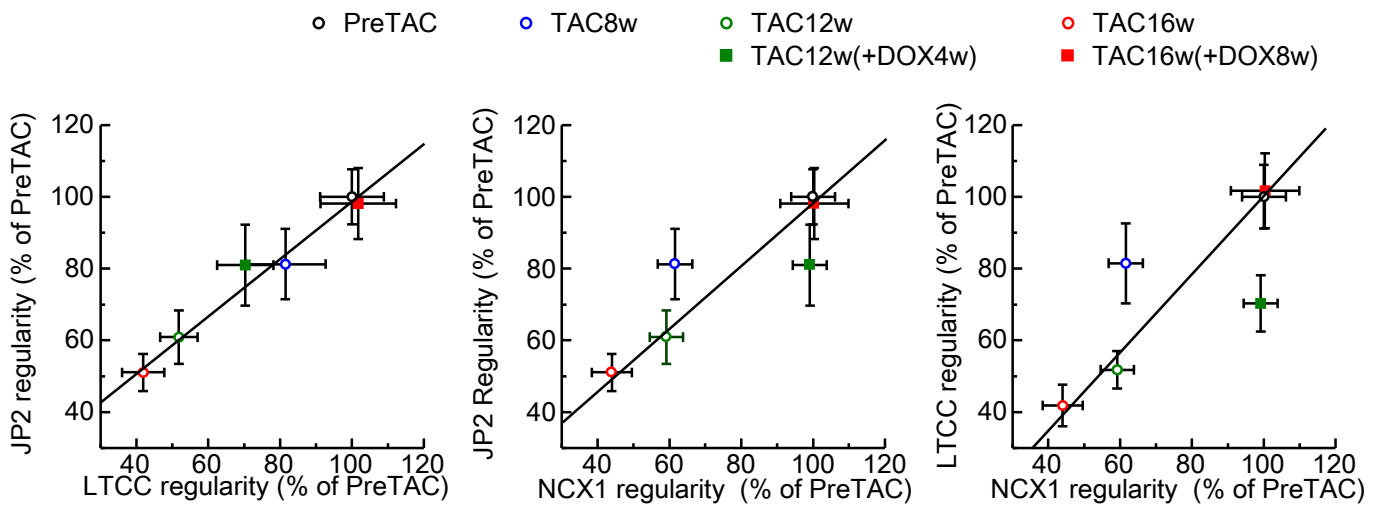 PreTAC TAC8w TAC12w TAC16w
TAC12w(+DOX4w) TAC16w(+DOX8w)
JP2 regularity (% of PreTAC)
120
100
80
60
40
40 60 80 100 120
LTCC regularity (% of PreTAC)
JP2 Regularity (% of PreTAC)
120
100
80
60
40
40 60 80 100 120
NCX1 regularity (% of PreTAC)
LTCC regularity (% of PreTAC)
120
100
80
60
40
40 60 80 100 120
NCX1 regularity (% of PreTAC)